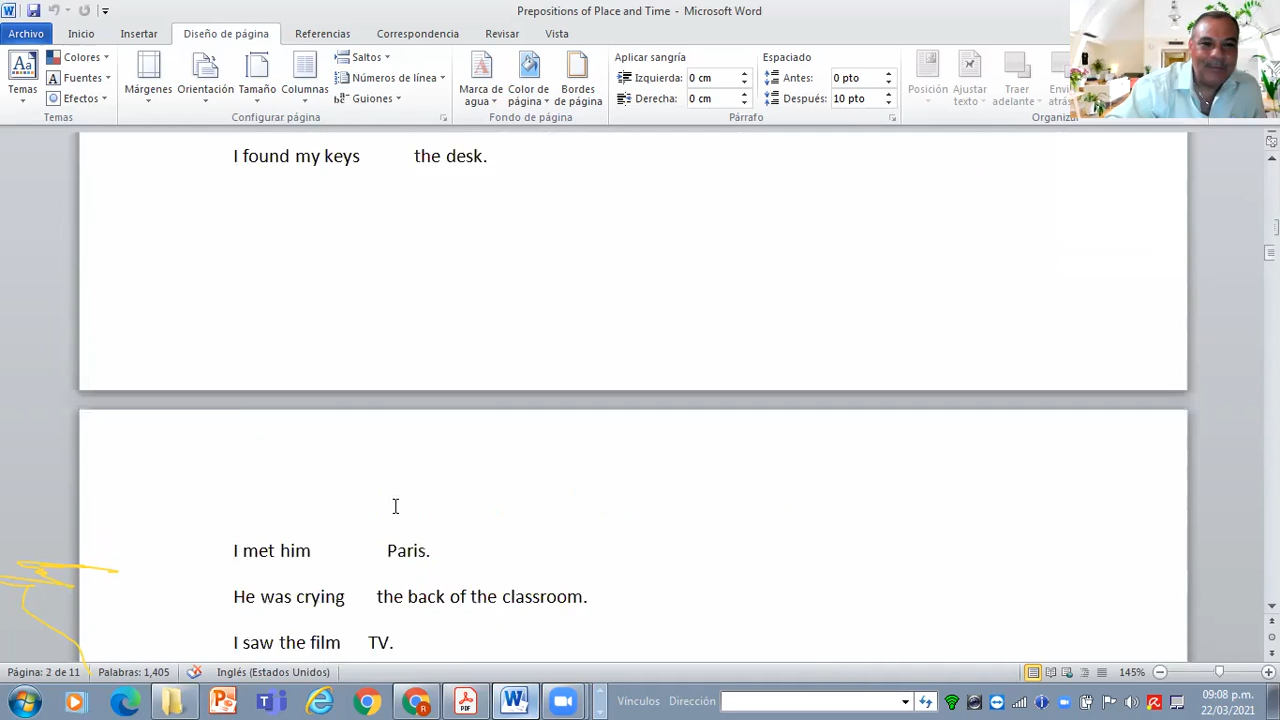 Prepositions of Place and Time - Microsoft Word
Archivo Inicio Insertar Diseño de página Referencias Correspondencia Revisar Vista
Aa Temas
Colores
Fuentes
Efectos
Temas
Márgenes Orientación Tamaño Columnas
Saltos
Números de línea
Guiones
Configurar página
Marca de agua Color de página Bordes de página
Fondo de página
Aplicar sangría
Izquierda: 0 cm
Derecha: 0 cm
Espaciado
Antes: 0 pto
Después: 10 pto
Párrafo
Posición Ajustar texto Traer adelante
Organizar
I found my keys the desk.
I met him Paris.
He was crying the back of the classroom.
I saw the film TV.
Página: 2 de 11 Palabras: 1,405 Inglés (Estados Unidos) 145%
Vínculos Dirección
09:08 p.m.
22/03/2021